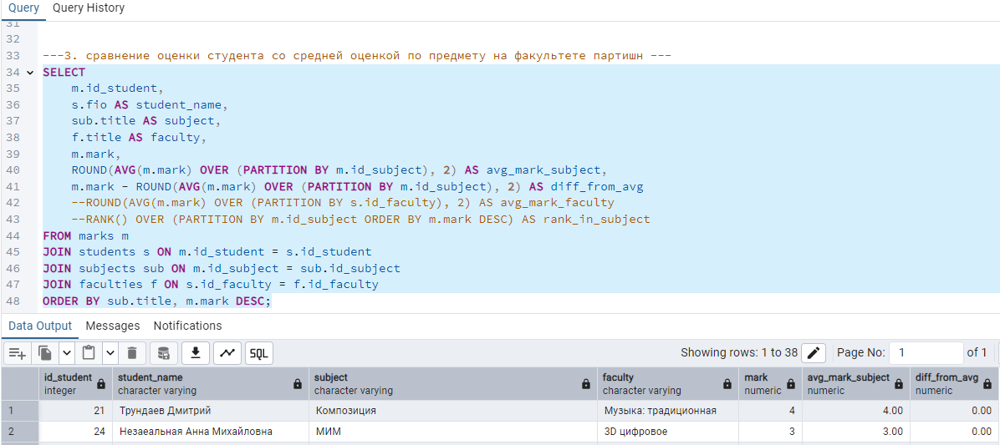 Query Query History
31
32
33 ---3. сравнение оценки студента со средней оценкой по предмету на факультете партишн ---
34 SELECT
35 m.id_student,
36 s.fio AS student_name,
37 sub.title AS subject,
38 f.title AS faculty,
39 m.mark,
40 ROUND(AVG(m.mark) OVER (PARTITION BY m.id_subject), 2) AS avg_mark_subject,
41 m.mark - ROUND(AVG(m.mark) OVER (PARTITION BY m.id_subject), 2) AS diff_from_avg
42 --ROUND(AVG(m.mark) OVER (PARTITION BY s.id_faculty), 2) AS avg_mark_faculty
43 --RANK() OVER (PARTITION BY m.id_subject ORDER BY m.mark DESC) AS rank_in_subject
44 FROM marks m
45 JOIN students s ON m.id_student = s.id_student
46 JOIN subjects sub ON m.id_subject = sub.id_subject
47 JOIN faculties f ON s.id_faculty = f.id_faculty
48 ORDER BY sub.title, m.mark DESC;
Data Output Messages Notifications
SQL Showing rows: 1 to 38 Page No: 1 of 1
id_student student_name subject faculty mark avg_mark_subject diff_from_avg
integer character varying character varying character varying numeric numeric numeric
1 21 Трундаев Дмитрий Композиция Музыка: традиционная 4 4.00 0.00
2 24 Незаеальная Анна Михайловна МИМ 3D цифровое 3 3.00 0.00